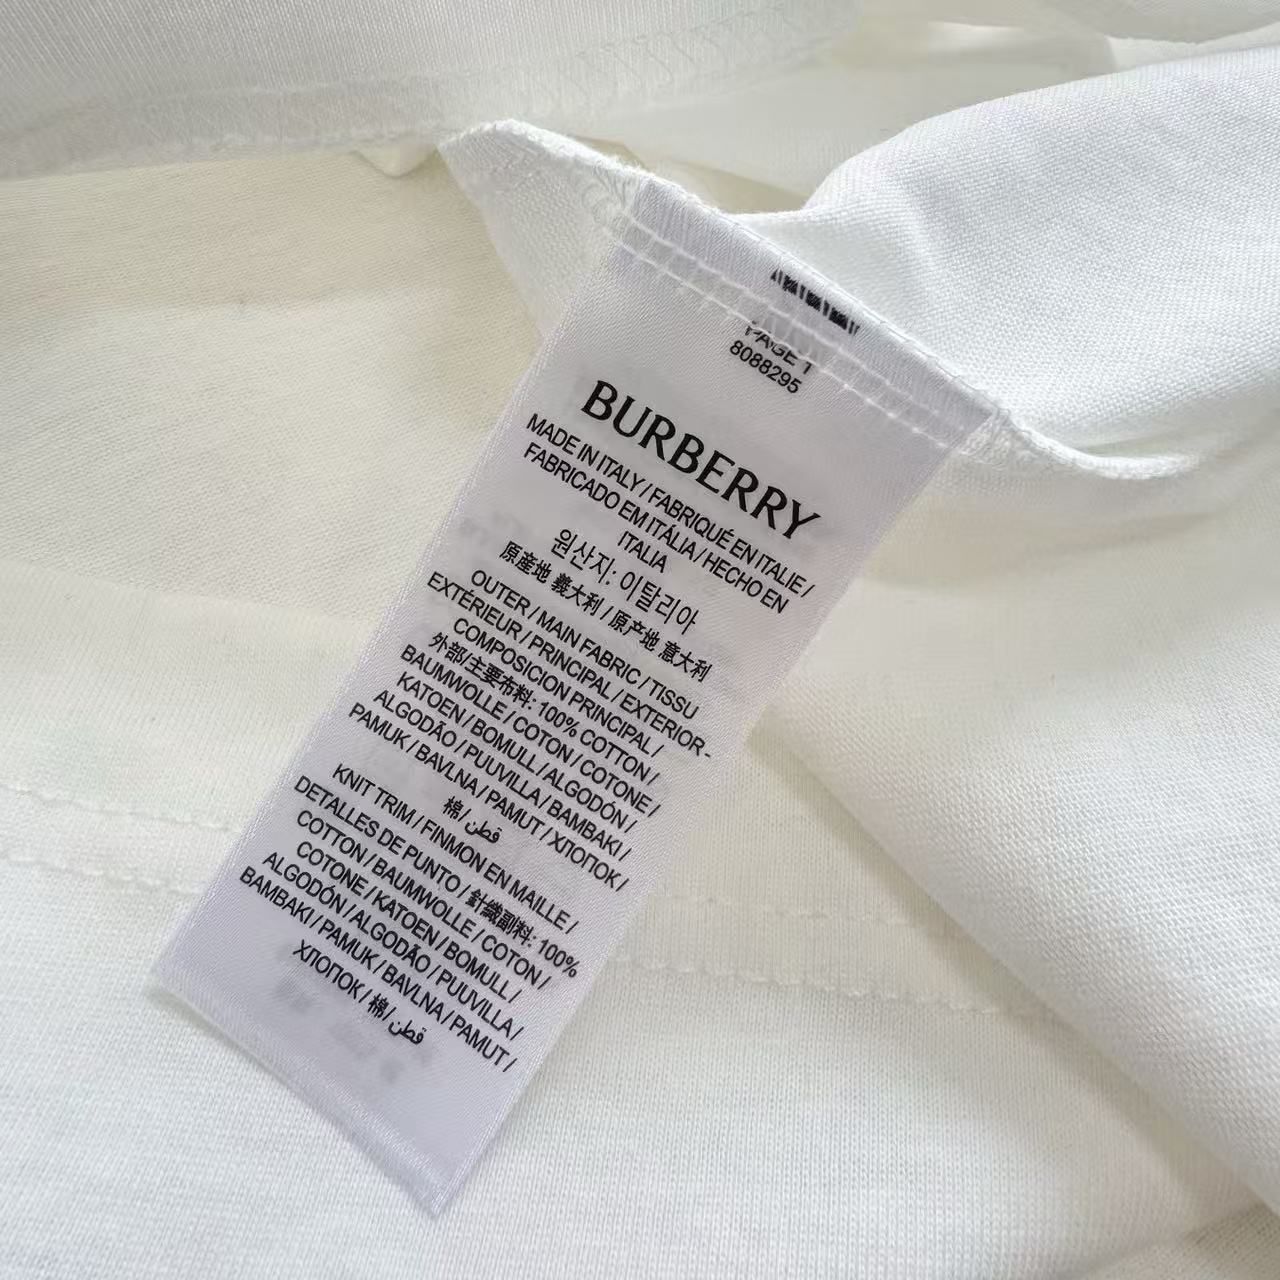 PAGE 1
8088295
BURBERRY
MADE IN ITALY / FABRIQUÉ EN ITALIE /
FABRICADO EM ITÁLIA / HECHO EN
ITALIA
원산지: 이탈리아
原産地 義大利 / 原产地 意大利
OUTER / MAIN FABRIC / TISSU
EXTÉRIEUR / PRINCIPAL / EXTERIOR-
COMPOSICION PRINCIPAL /
外部/主要布料: 100% COTTON /
BAUMWOLLE / COTON / COTONE /
KATOEN / BOMULL / ALGODÓN /
ALGODÃO / PUUVILLA / BAMBAKI /
PAMUK / BAVLNA / PAMUT / ХЛОПОК /
棉 / قطن
KNIT TRIM / FINMON EN MAILLE /
DETALLES DE PUNTO / 針織副料: 100%
COTTON / BAUMWOLLE / COTON /
COTONE / KATOEN / BOMULL /
ALGODÓN / ALGODÃO / PUUVILLA /
BAMBAKI / PAMUK / BAVLNA / PAMUT /
ХЛОПОК / 棉 / قطن